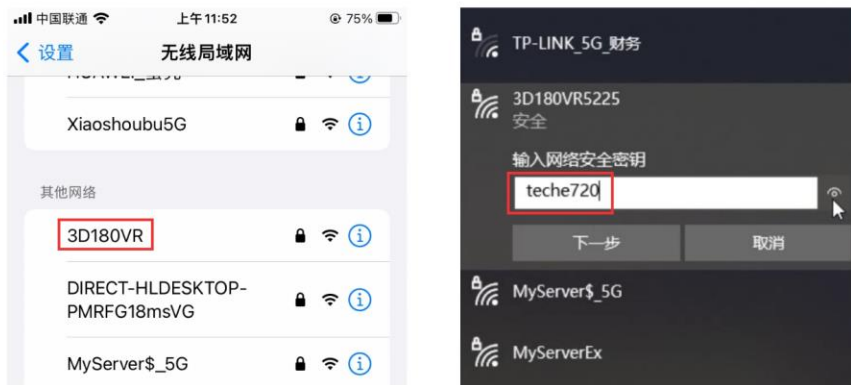 中国联通
上午11:52
75%
设置
无线局域网
Xiaoshoubu5G
其他网络
3D180VR
DIRECT-HLDESKTOP-
PMRFG18msVG
MyServer$_5G
TP-LINK_5G_财务
3D180VR5225
安全
输入网络安全密钥
teche720
下一步
取消
MyServer$_5G
MyServerEx